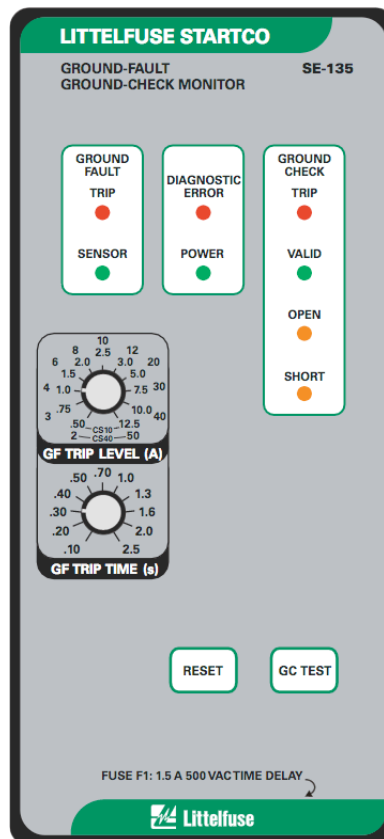 LITTELFUSE STARTCO
GROUND-FAULT SE-135
GROUND-CHECK MONITOR
GROUND
FAULT
TRIP
SENSOR
DIAGNOSTIC
ERROR
POWER
GROUND
CHECK
TRIP
VALID
OPEN
SHORT
10
8 2.5 12
6 2.0 3.0 20
1.5 5.0
4 1.0 7.5 30
3 .75 10.0 40
.50 CS10 12.5
2 CS40 50
GF TRIP LEVEL (A)
.50 .70 1.0
.40 1.3
.30 1.6
.20 2.0
.10 2.5
GF TRIP TIME (s)
RESET GC TEST
FUSE F1: 1.5 A 500 VAC TIME DELAY
Littelfuse